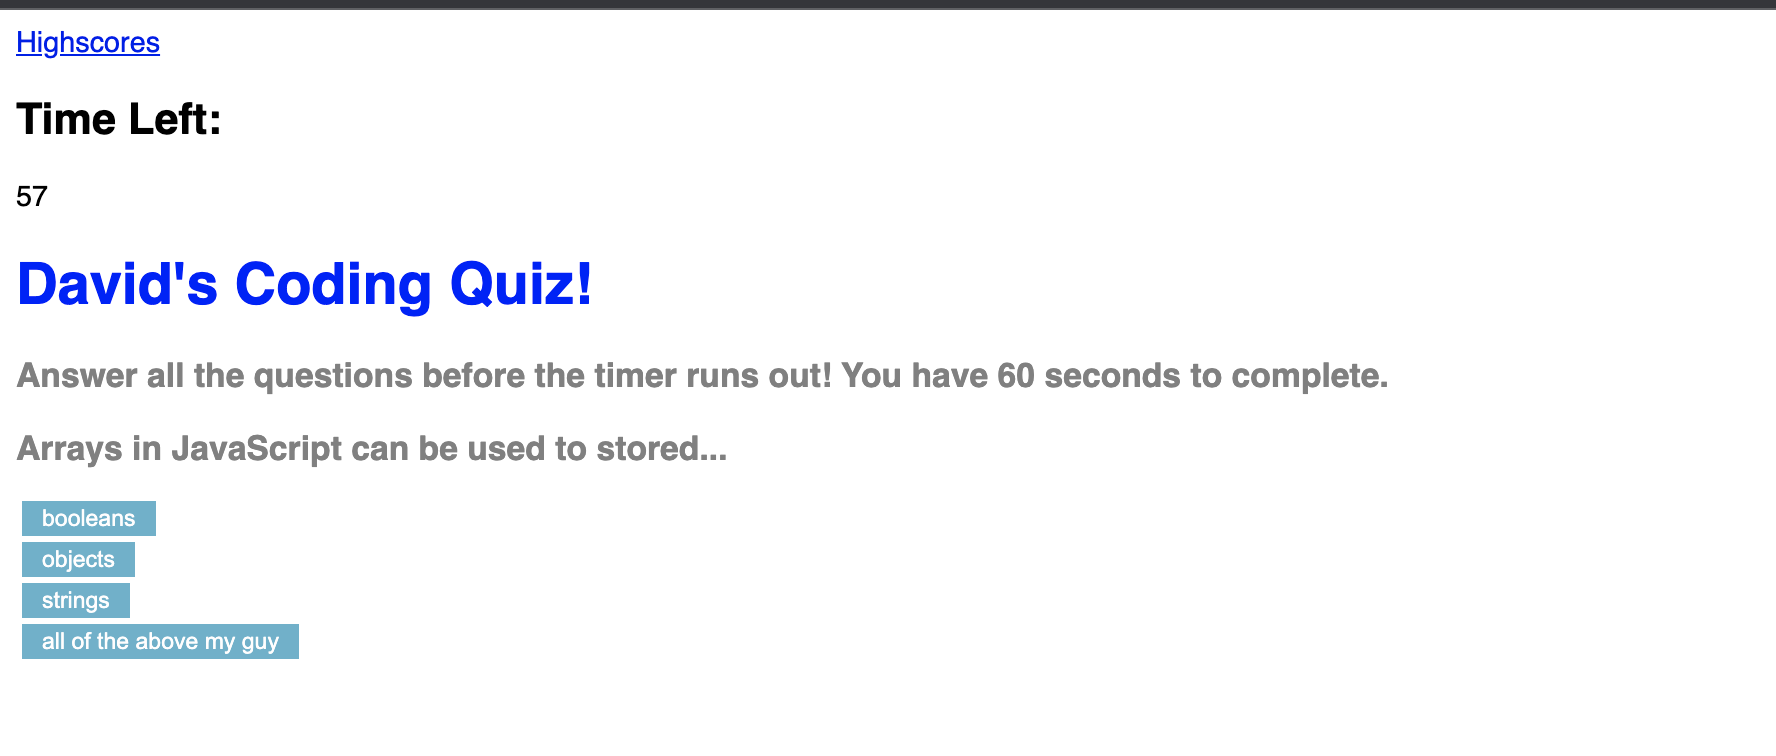 Highscores
Time Left:
57
David's Coding Quiz!
Answer all the questions before the timer runs out! You have 60 seconds to complete.
Arrays in JavaScript can be used to stored...
booleans
objects
strings
all of the above my guy